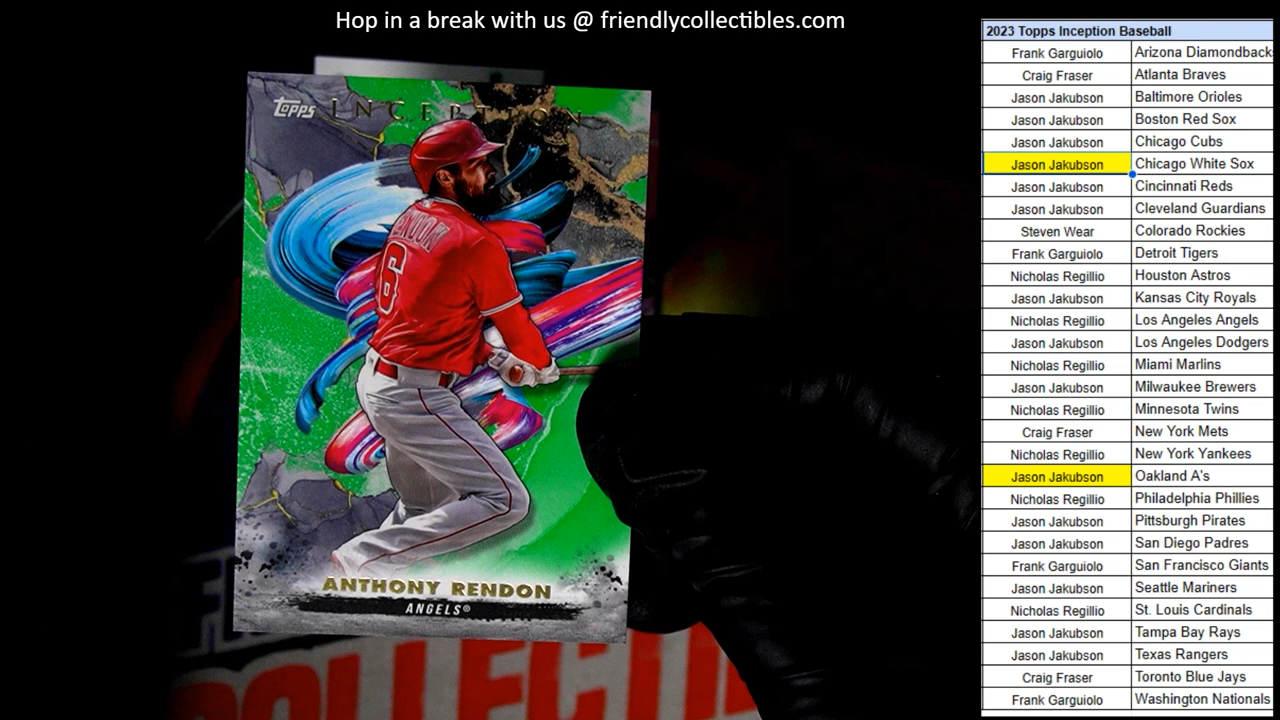 Hop in a break with us @ friendlycollectibles.com
Topps INCEPTION
6
ANTHONY RENDON
ANGELS®
COLLECTI
2023 Topps Inception Baseball
Frank Garguiolo Arizona Diamondback
Craig Fraser Atlanta Braves
Jason Jakubson Baltimore Orioles
Jason Jakubson Boston Red Sox
Jason Jakubson Chicago Cubs
Jason Jakubson Chicago White Sox
Jason Jakubson Cincinnati Reds
Jason Jakubson Cleveland Guardians
Steven Wear Colorado Rockies
Frank Garguiolo Detroit Tigers
Nicholas Regillio Houston Astros
Jason Jakubson Kansas City Royals
Nicholas Regillio Los Angeles Angels
Jason Jakubson Los Angeles Dodgers
Nicholas Regillio Miami Marlins
Jason Jakubson Milwaukee Brewers
Nicholas Regillio Minnesota Twins
Craig Fraser New York Mets
Nicholas Regillio New York Yankees
Jason Jakubson Oakland A's
Nicholas Regillio Philadelphia Phillies
Jason Jakubson Pittsburgh Pirates
Jason Jakubson San Diego Padres
Frank Garguiolo San Francisco Giants
Jason Jakubson Seattle Mariners
Nicholas Regillio St. Louis Cardinals
Jason Jakubson Tampa Bay Rays
Jason Jakubson Texas Rangers
Craig Fraser Toronto Blue Jays
Frank Garguiolo Washington Nationals